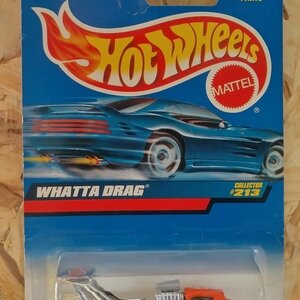 HOT WHEELS
MATTEL
WHATTA DRAG
COLLECTOR
#213